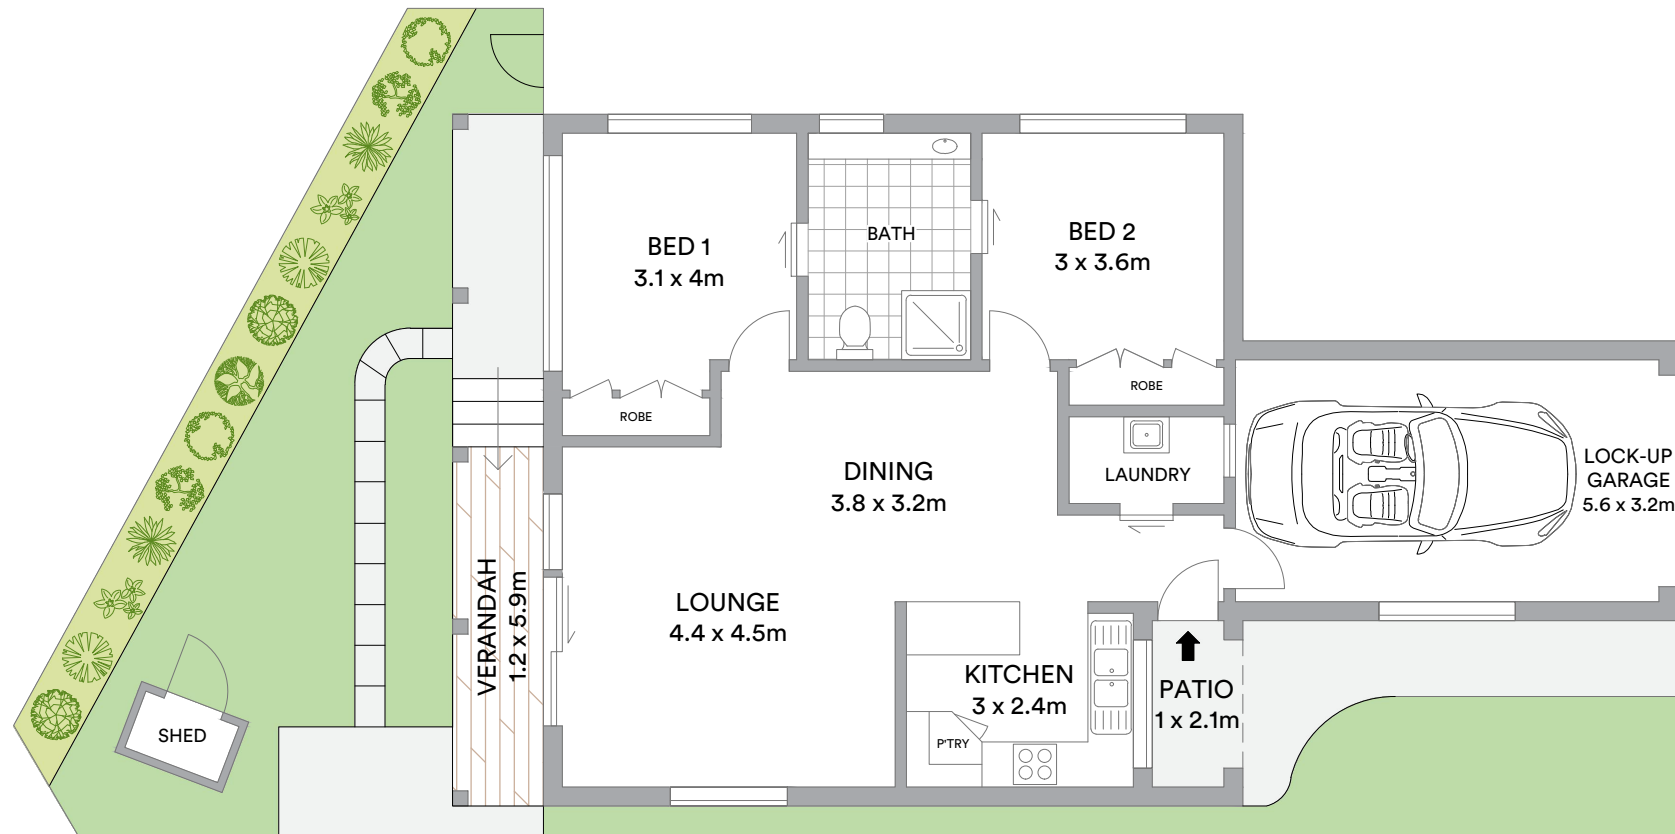 BED 1
3.1 x 4m
BATH
BED 2
3 x 3.6m
ROBE
ROBE
DINING
3.8 x 3.2m
LAUNDRY
LOCK-UP
GARAGE
5.6 x 3.2m
VERANDAH
1.2 x 5.9m
LOUNGE
4.4 x 4.5m
KITCHEN
3 x 2.4m
PATIO
1 x 2.1m
P'TRY
SHED